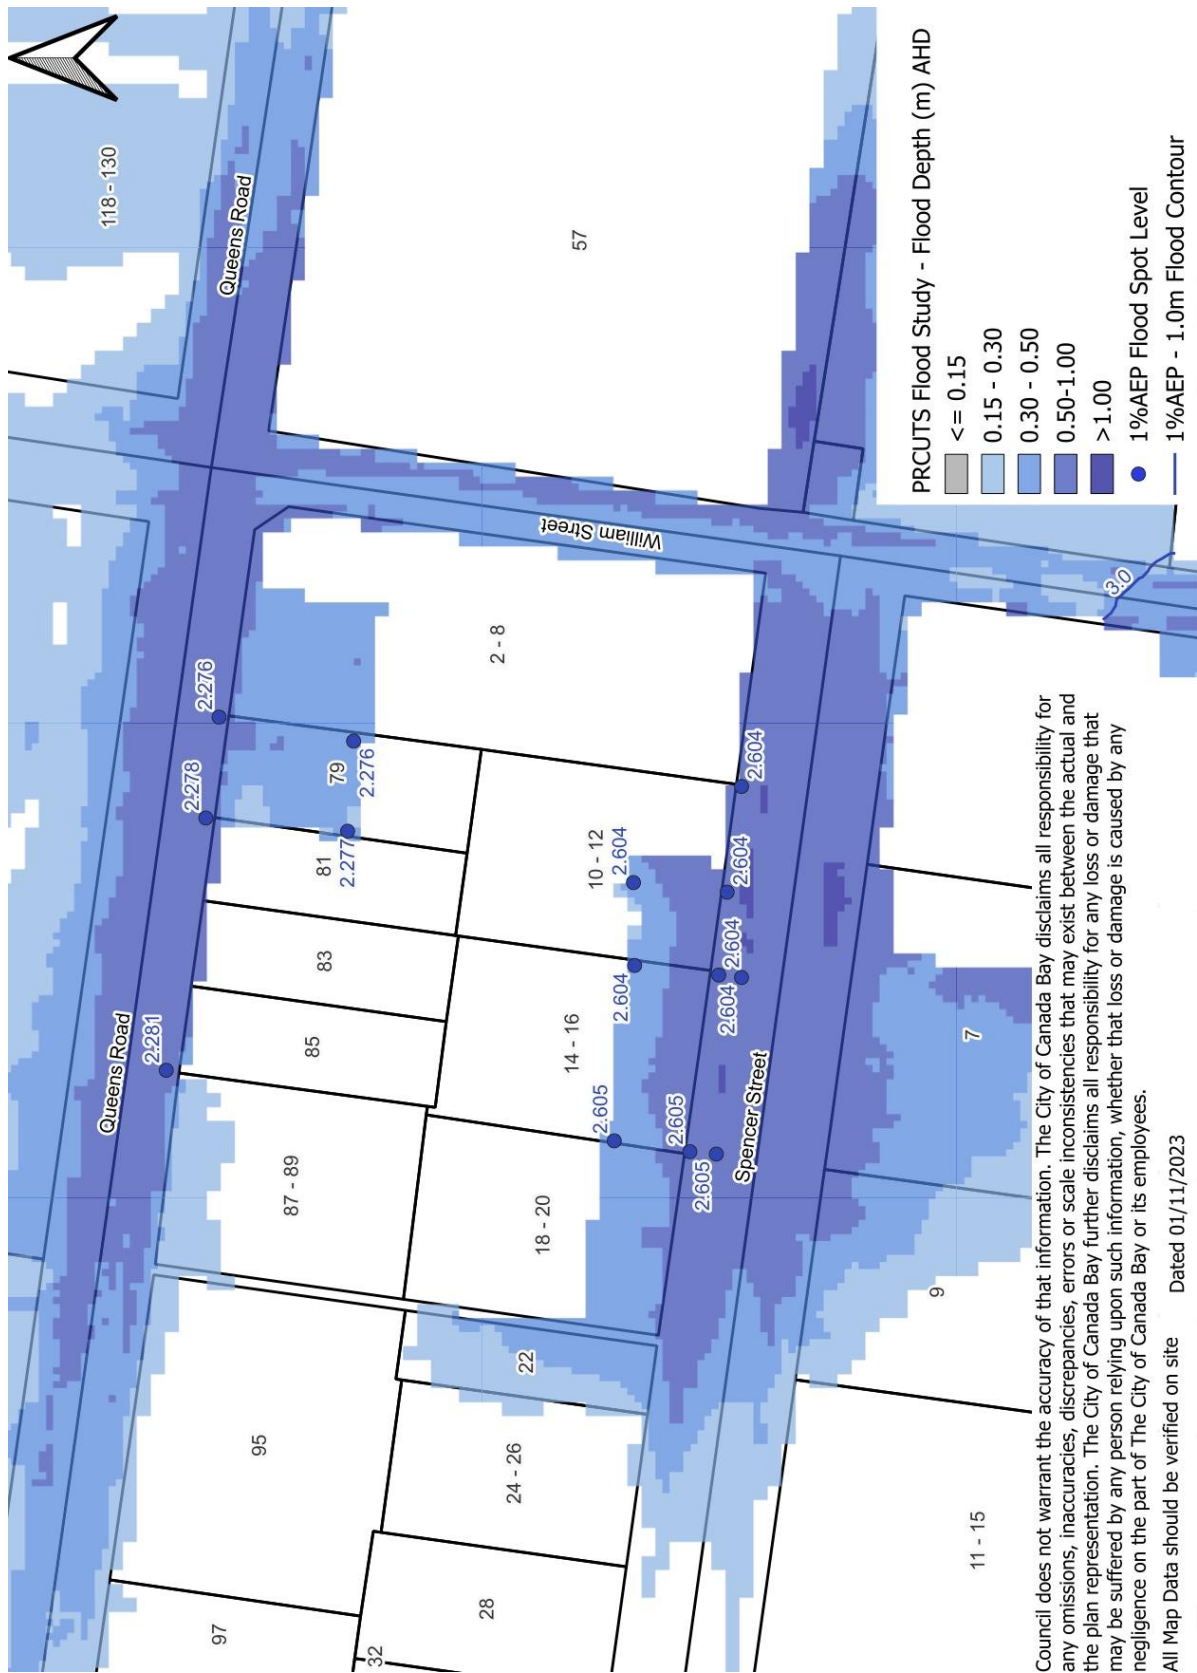 118 - 130
Queens Road
57
2.276
2.278
2 - 8
William Street
79
2.276
2.277
81
83
85
Queens Road
2.281
87 - 89
95
97
10 - 12
2.604
2.604
2.604
2.604
2.604
2.604
14 - 16
2.605
2.605
2.605
Spencer Street
18 - 20
22
24 - 26
28
32
7
9
11 - 15
3.0
PRCUTS Flood Study - Flood Depth (m) AHD
<= 0.15
0.15 - 0.30
0.30 - 0.50
0.50-1.00
>1.00
1%AEP Flood Spot Level
1%AEP - 1.0m Flood Contour
Council does not warrant the accuracy of that information. The City of Canada Bay disclaims all responsibility for
any omissions, inaccuracies, discrepancies, errors or scale inconsistencies that may exist between the actual and
the plan representation. The City of Canada Bay further disclaims all responsibility for any loss or damage that
may be suffered by any person relying upon such information, whether that loss or damage is caused by any
negligence on the part of The City of Canada Bay or its employees.
All Map Data should be verified on site Dated 01/11/2023